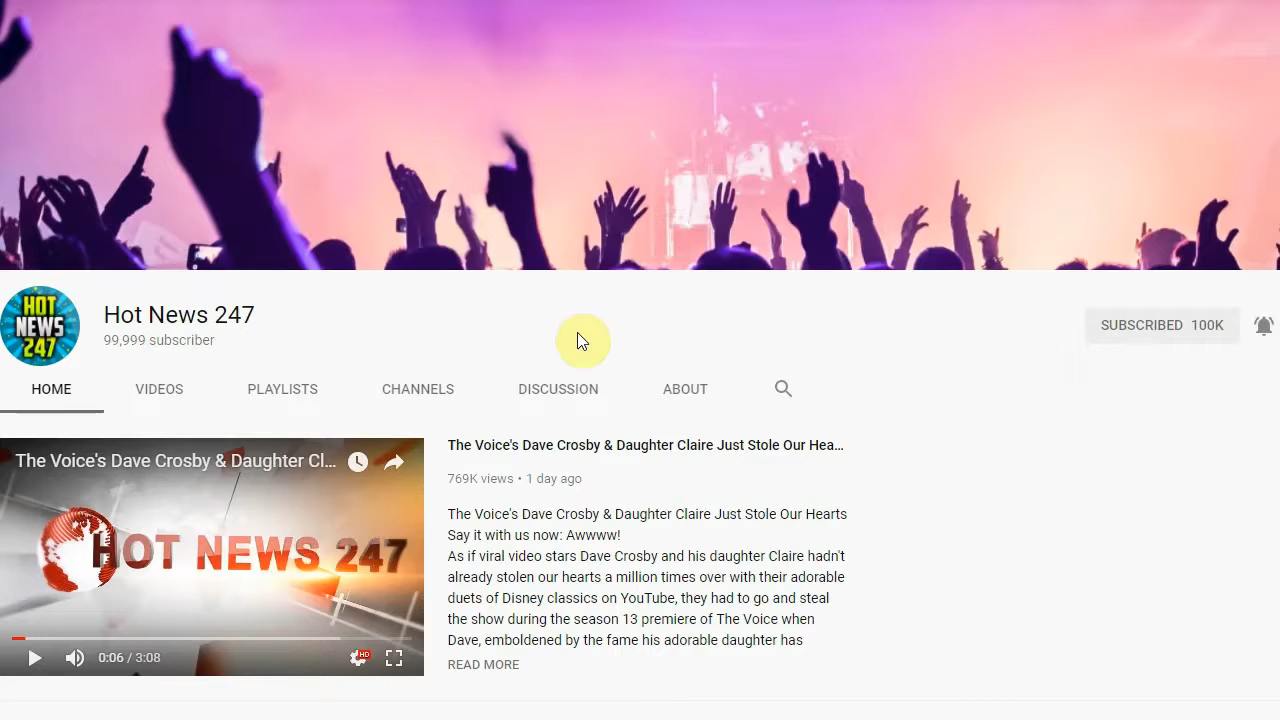 Hot News 247
99,999 subscriber
SUBSCRIBED 100K
HOT
NEWS
247
HOME VIDEOS PLAYLISTS CHANNELS DISCUSSION ABOUT
The Voice's Dave Crosby & Daughter Cl...
HOT NEWS 247
0:06 / 3:08
HD
The Voice's Dave Crosby & Daughter Claire Just Stole Our Hea...
769K views • 1 day ago
The Voice's Dave Crosby & Daughter Claire Just Stole Our Hearts
Say it with us now: Awwww!
As if viral video stars Dave Crosby and his daughter Claire hadn't
already stolen our hearts a million times over with their adorable
duets of Disney classics on YouTube, they had to go and steal
the show during the season 13 premiere of The Voice when
Dave, emboldened by the fame his adorable daughter has
READ MORE